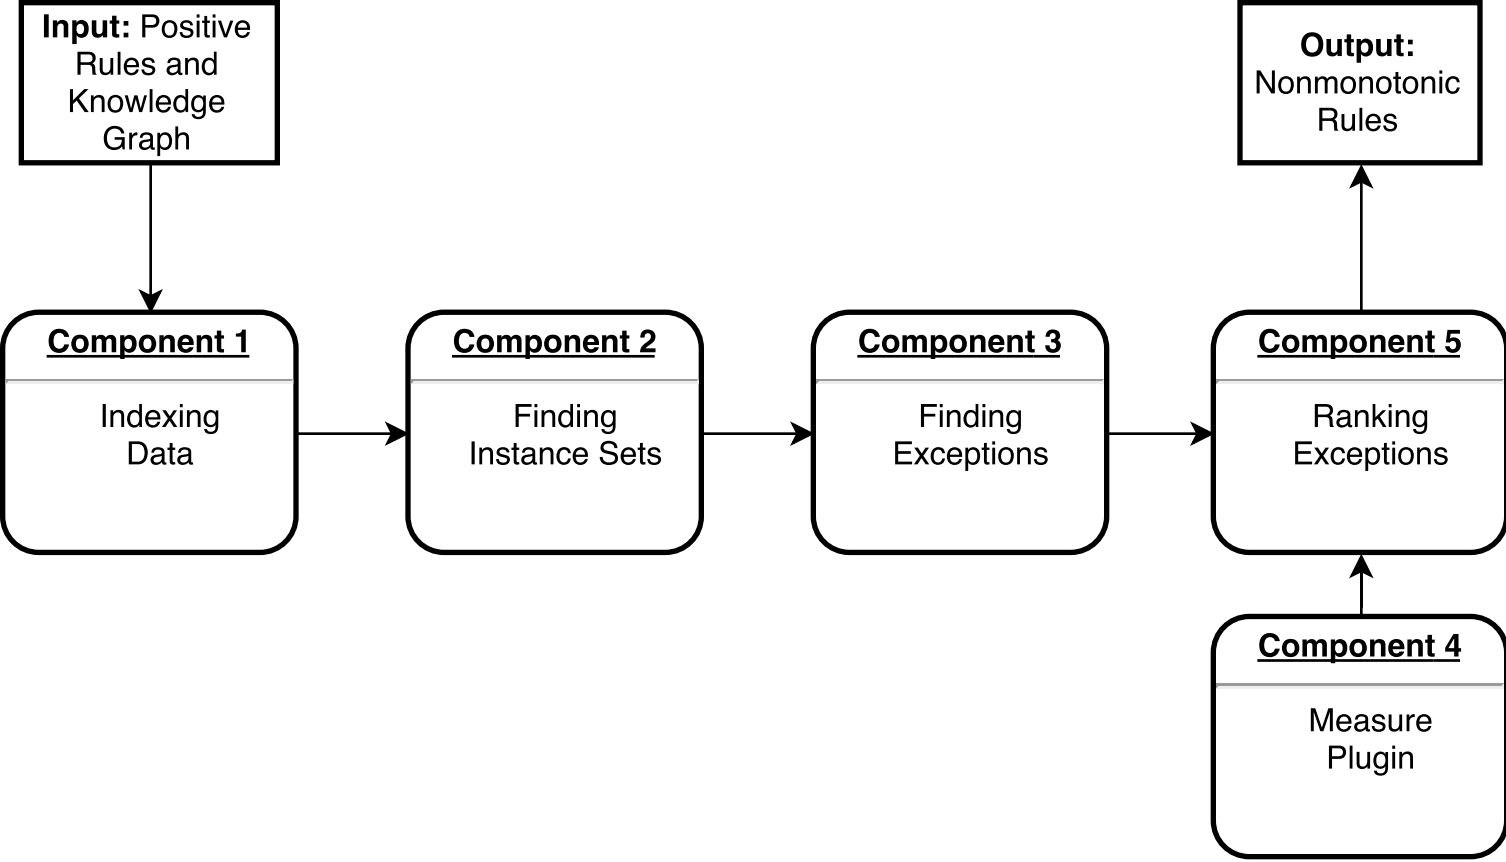 Input: Positive
Rules and
Knowledge
Graph
Output:
Nonmonotonic
Rules
Component 1
Indexing
Data
Component 2
Finding
Instance Sets
Component 3
Finding
Exceptions
Component 5
Ranking
Exceptions
Component 4
Measure
Plugin